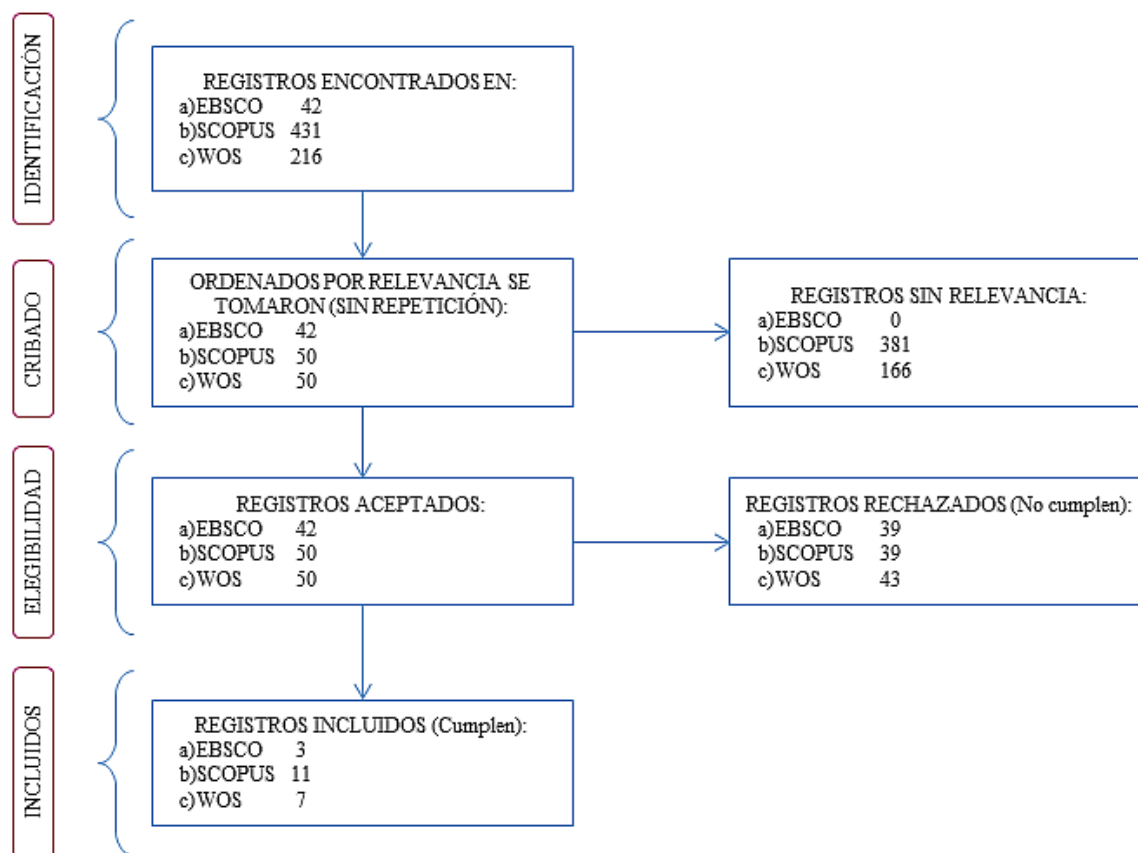 IDENTIFICACIÓN
REGISTROS ENCONTRADOS EN:
a)EBSCO 42
b)SCOPUS 431
c)WOS 216
CRIBADO
ORDENADOS POR RELEVANCIA SE
TOMARON (SIN REPETICIÓN):
a)EBSCO 42
b)SCOPUS 50
c)WOS 50
REGISTROS SIN RELEVANCIA:
a)EBSCO 0
b)SCOPUS 381
c)WOS 166
ELEGIBILIDAD
REGISTROS ACEPTADOS:
a)EBSCO 42
b)SCOPUS 50
c)WOS 50
REGISTROS RECHAZADOS (No cumplen):
a)EBSCO 39
b)SCOPUS 39
c)WOS 43
INCLUIDOS
REGISTROS INCLUIDOS (Cumplen):
a)EBSCO 3
b)SCOPUS 11
c)WOS 7